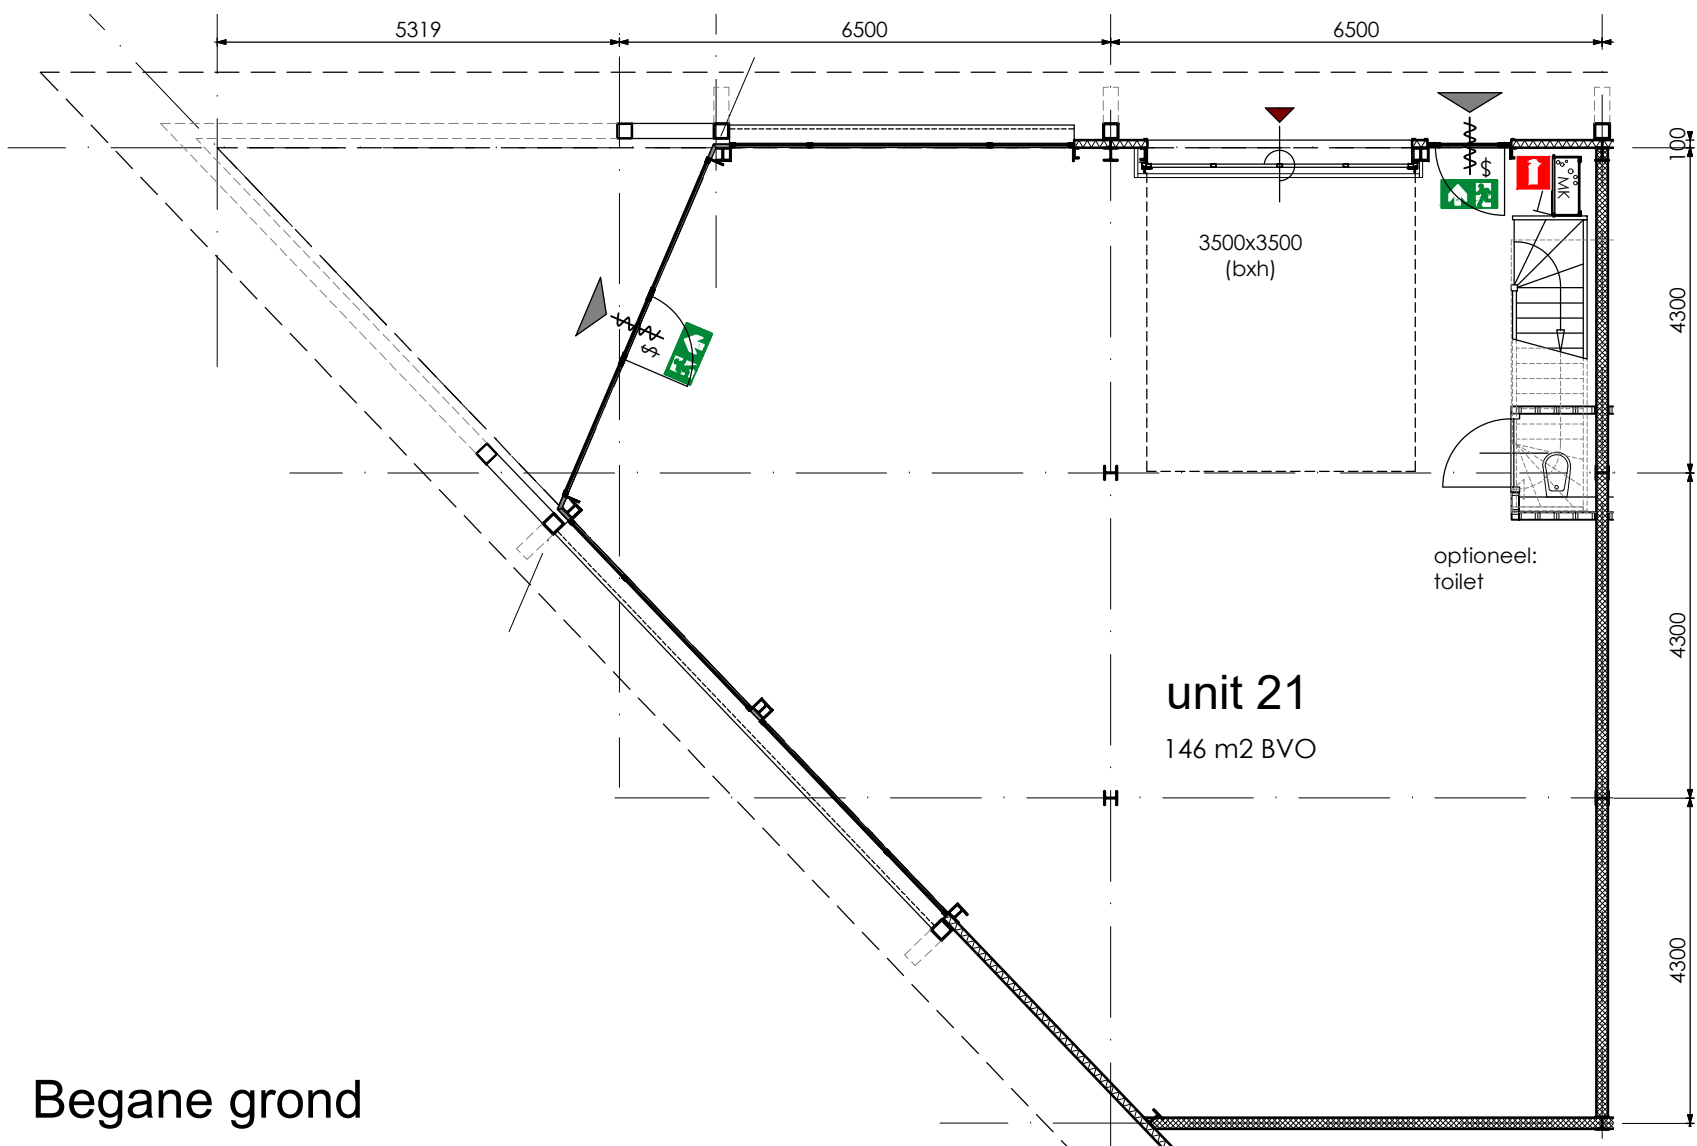 5319
6500
6500
100
$
MK
3500x3500
(bxh)
4300
$
optioneel:
toilet
4300
unit 21
146 m2 BVO
4300
Begane grond